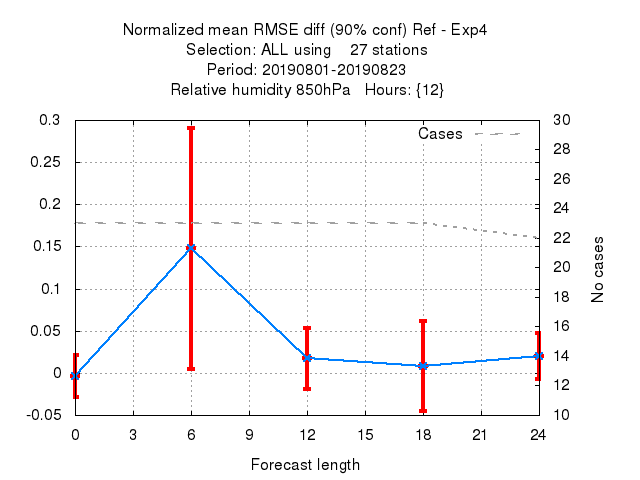 Normalized mean RMSE diff (90% conf) Ref - Exp4
Selection: ALL using    27 stations
Period: 20190801-20190823
Relative humidity 850hPa   Hours: {12}
Cases
0.3
0.25
0.2
0.15
0.1
0.05
0
-0.05
30
28
26
24
22
20
18
16
14
12
10
No cases
0 3 6 9 12 15 18 21 24
Forecast length